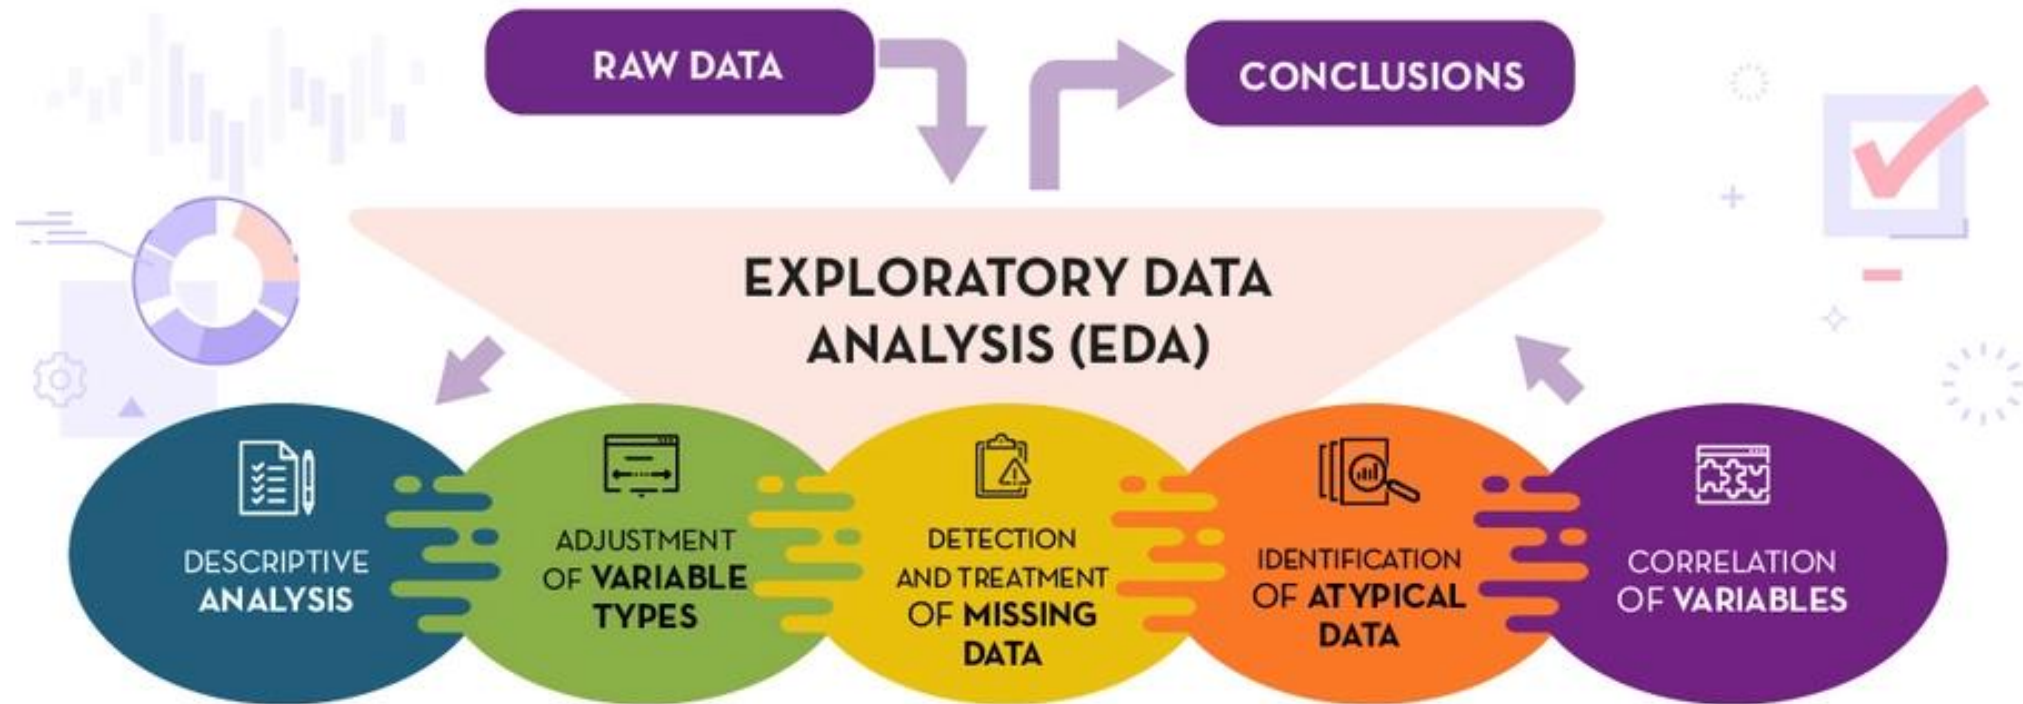 RAW DATA
CONCLUSIONS
EXPLORATORY DATA
ANALYSIS (EDA)
DESCRIPTIVE
ANALYSIS
ADJUSTMENT
OF VARIABLE
TYPES
DETECTION
AND TREATMENT
OF MISSING
DATA
IDENTIFICATION
OF ATYPICAL
DATA
CORRELATION
OF VARIABLES